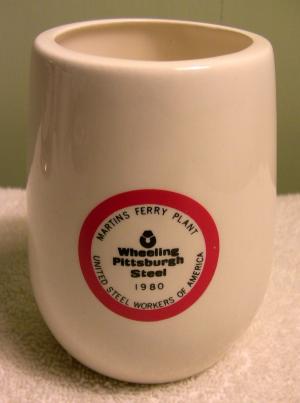 MARTINS FERRY PLANT
Wheeling
Pittsburgh
Steel
1980
UNITED STEEL WORKERS OF AMERICA